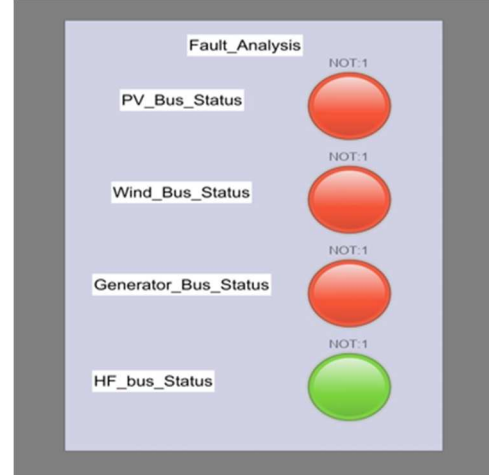 Fault_Analysis
NOT:1
PV_Bus_Status
NOT:1
Wind_Bus_Status
NOT:1
Generator_Bus_Status
NOT:1
HF_bus_Status